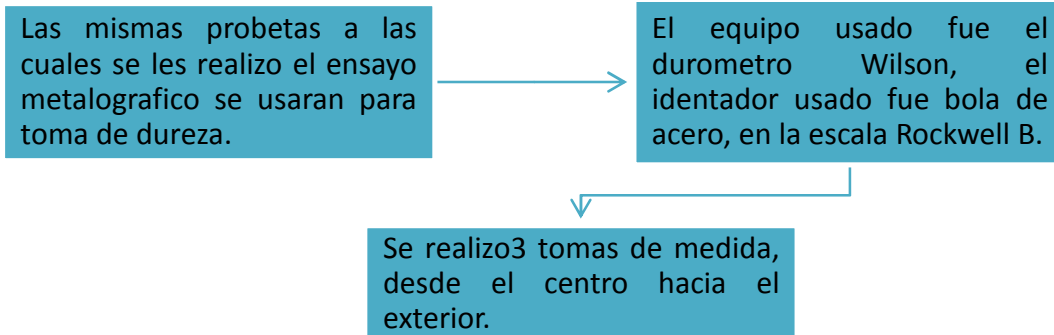 Las mismas probetas a las
cuales se les realizo el ensayo
metalografico se usaran para
toma de dureza.
El equipo usado fue el
durometro Wilson, el
identador usado fue bola de
acero, en la escala Rockwell B.
Se realizo3 tomas de medida,
desde el centro hacia el
exterior.